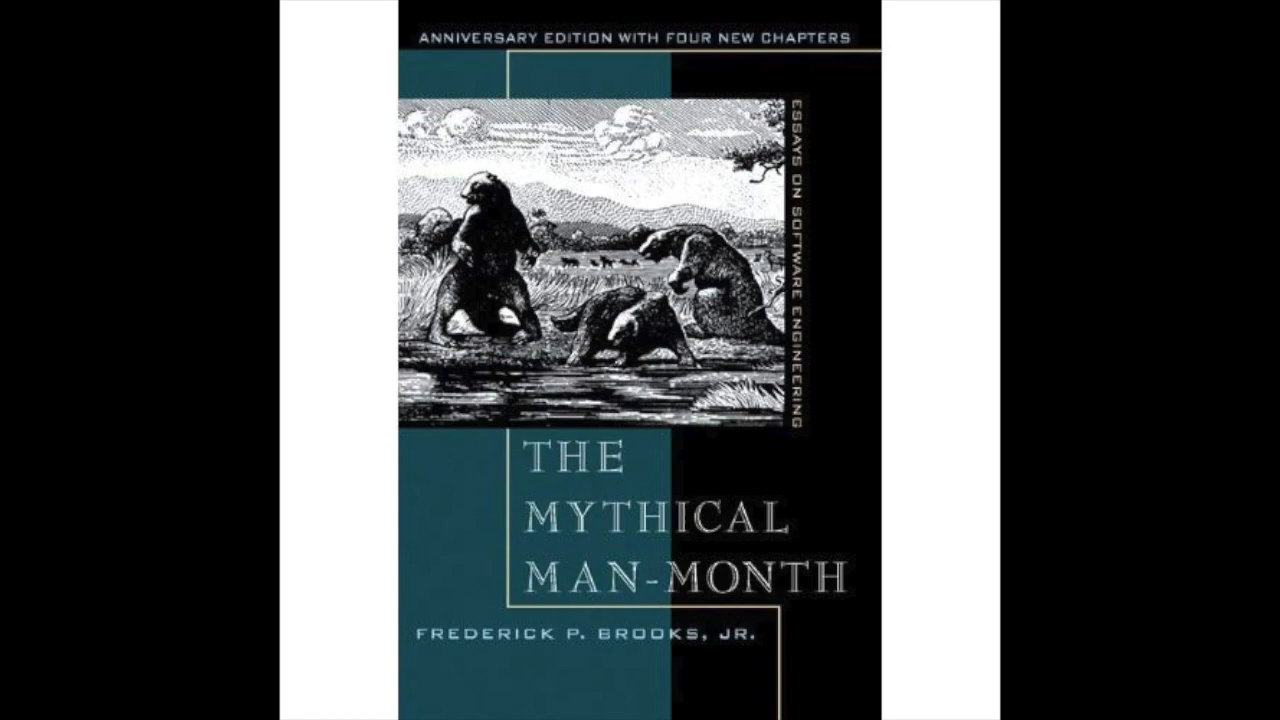 ANNIVERSARY EDITION WITH FOUR NEW CHAPTERS
ESSAYS ON SOFTWARE ENGINEERING
THE
MYTHICAL
MAN-MONTH
FREDERICK P. BROOKS, JR.